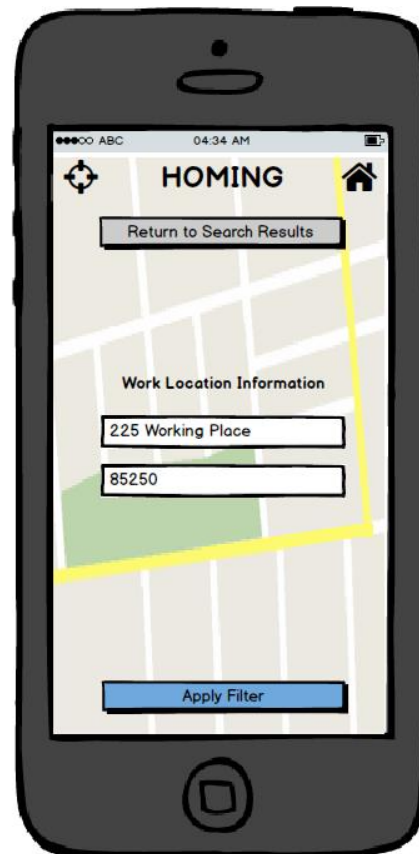 ABC 04:34 AM
HOMING
Return to Search Results
Work Location Information
225 Working Place
85250
Apply Filter